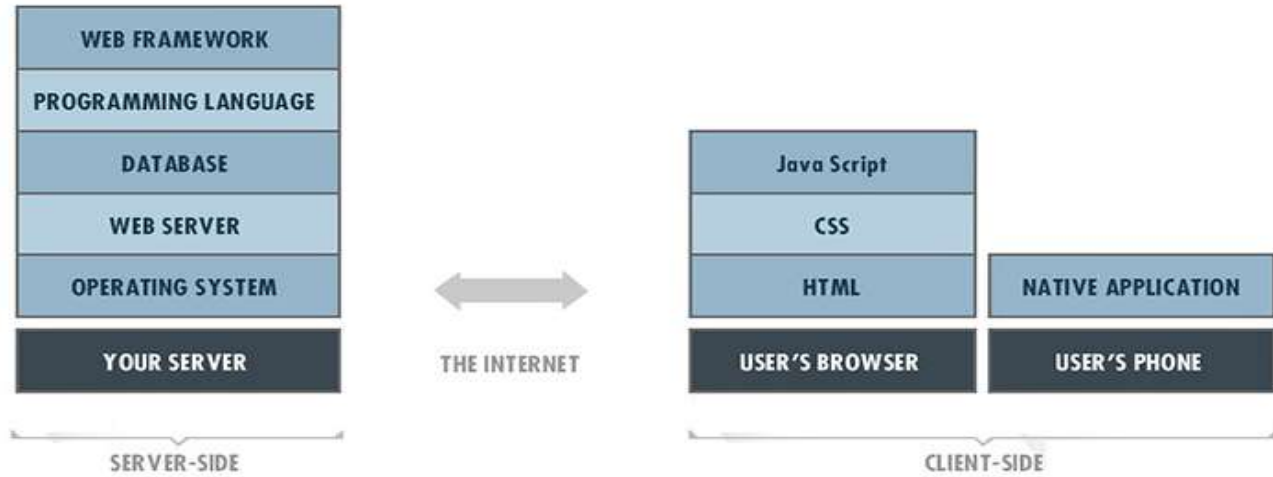 WEB FRAMEWORK
PROGRAMMING LANGUAGE
DATABASE
WEB SERVER
OPERATING SYSTEM
YOUR SERVER
SERVER-SIDE
THE INTERNET
Java Script
CSS
HTML
USER'S BROWSER
NATIVE APPLICATION
USER'S PHONE
CLIENT-SIDE